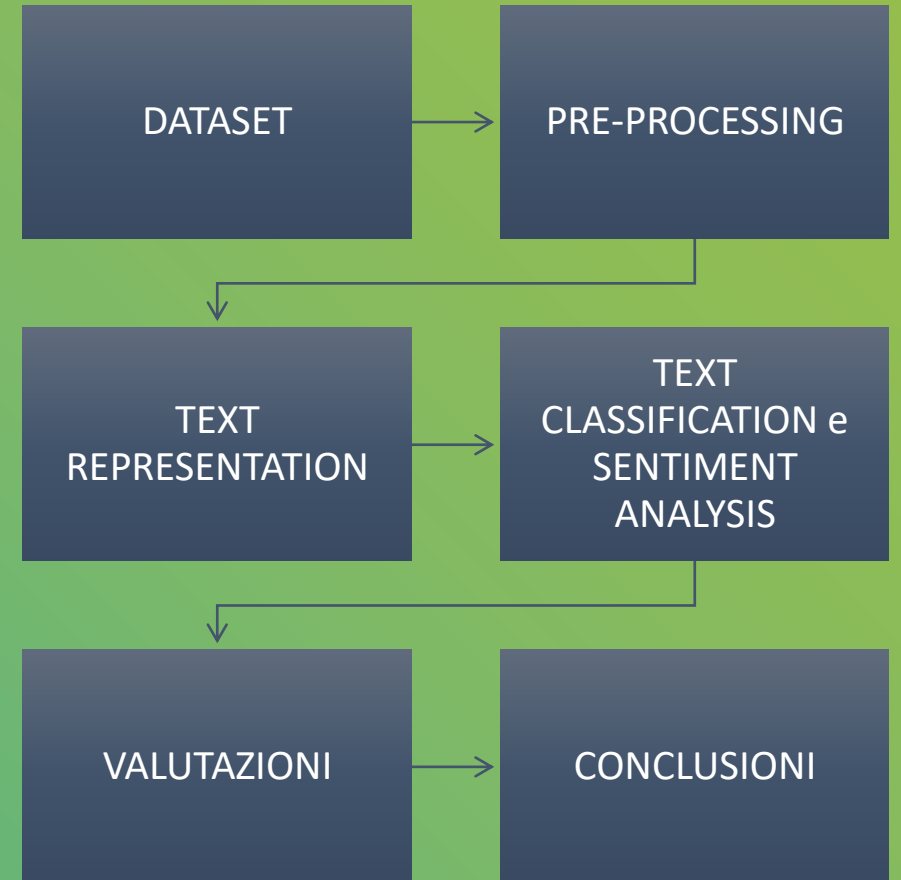 DATASET
PRE-PROCESSING
TEXT
REPRESENTATION
TEXT
CLASSIFICATION e
SENTIMENT
ANALYSIS
VALUTAZIONI
CONCLUSIONI